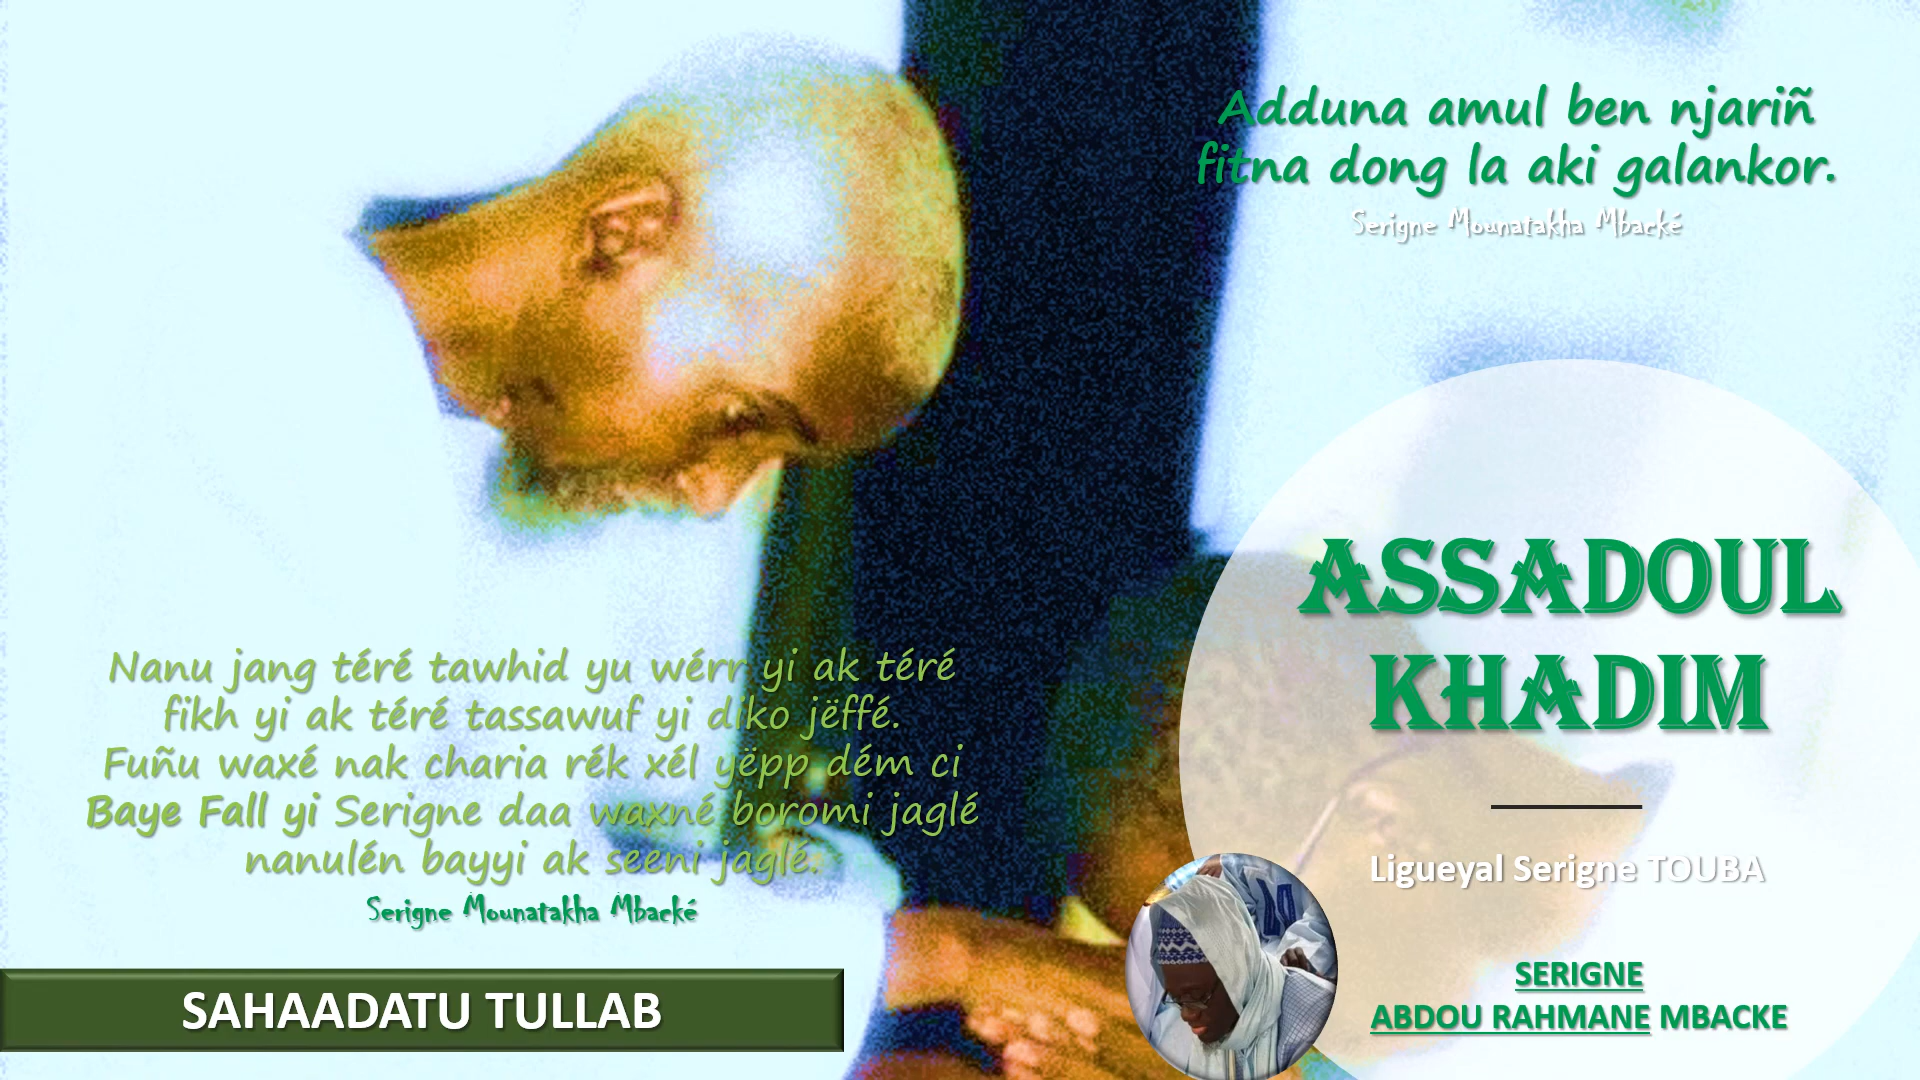 Adduna amul ben njariñ
fitna dong la aki galankor.
Serigne Mounatakha Mbacké
ASSADOUL
KHADIM
Ligueyal Serigne TOUBA
SERIGNE
ABDOU RAHMANE MBACKE
Nanu jang téré tawhid yu wérr yi ak téré
fikh yi ak téré tassawuf yi diko jëffé.
Fuñu waxé nak charia rék xél yëpp dém ci
Baye Fall yi Serigne daa waxné boromi jaglé
nanulén bayyi ak seeni jaglé.
Serigne Mounatakha Mbacké
SAHAADATU TULLAB